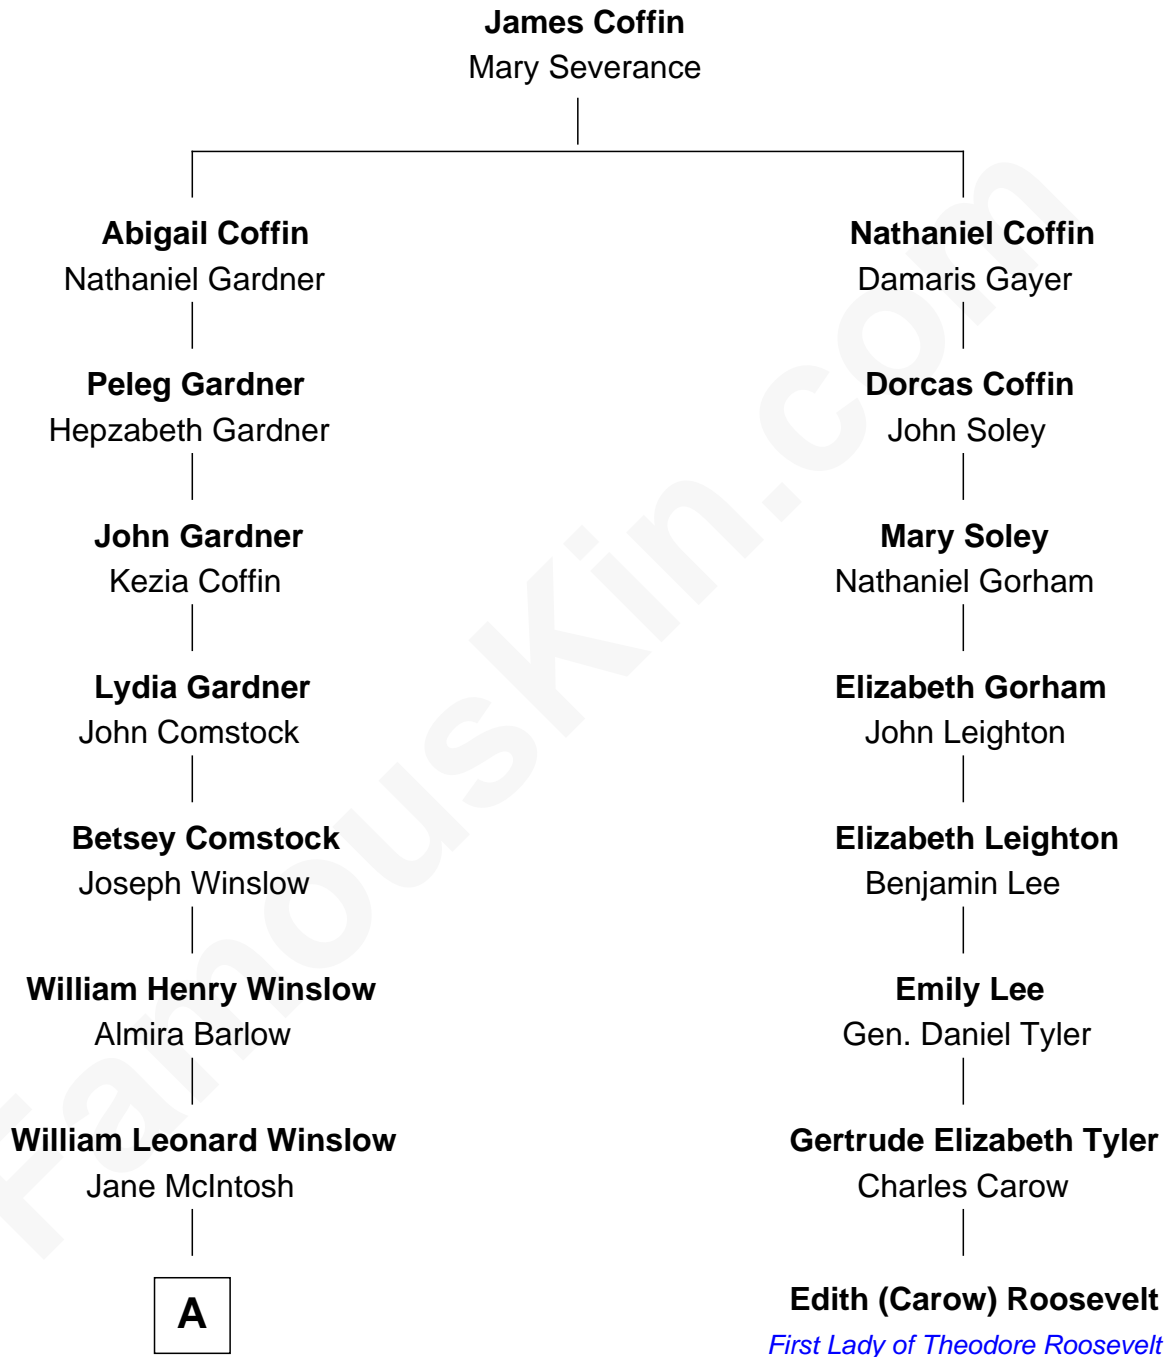 James Coffin
Mary Severance
Abigail Coffin
Nathaniel Gardner
Nathaniel Coffin
Damaris Gayer
Peleg Gardner
Hepzabeth Gardner
Dorcas Coffin
John Soley
John Gardner
Kezia Coffin
Mary Soley
Nathaniel Gorham
Lydia Gardner
John Comstock
Elizabeth Gorham
John Leighton
Betsey Comstock
Joseph Winslow
Elizabeth Leighton
Benjamin Lee
William Henry Winslow
Almira Barlow
Emily Lee
Gen. Daniel Tyler
William Leonard Winslow
Jane McIntosh
Gertrude Elizabeth Tyler
Charles Carow
A
Edith (Carow) Roosevelt
First Lady of Theodore Roosevelt
FamousKin.com